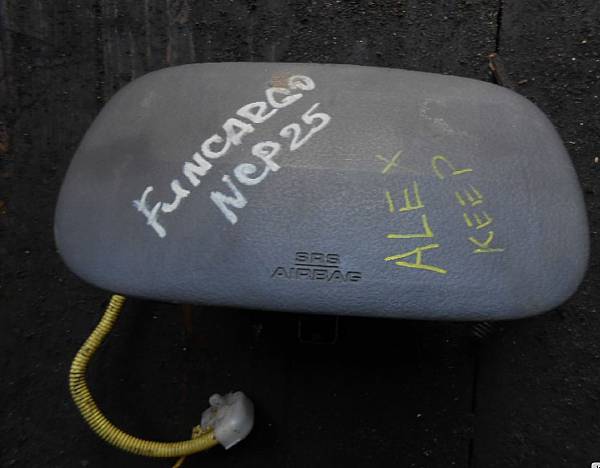 FUNCARGO
NCP25
ALEX
KEEP
SRS
AIRBAG